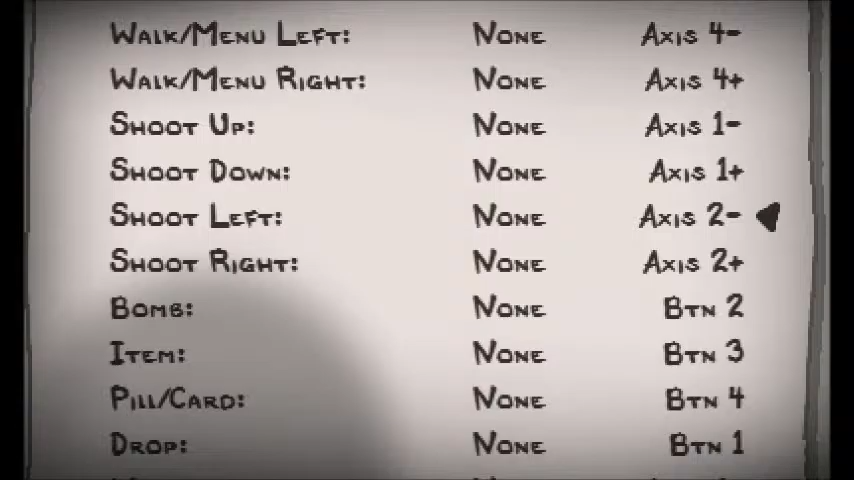 Walk/Menu Left: None Axis 4-
Walk/Menu Right: None Axis 4+
Shoot Up: None Axis 1-
Shoot Down: None Axis 1+
Shoot Left: None Axis 2-
Shoot Right: None Axis 2+
Bomb: None Btn 2
Item: None Btn 3
Pill/Card: None Btn 4
Drop: None Btn 1